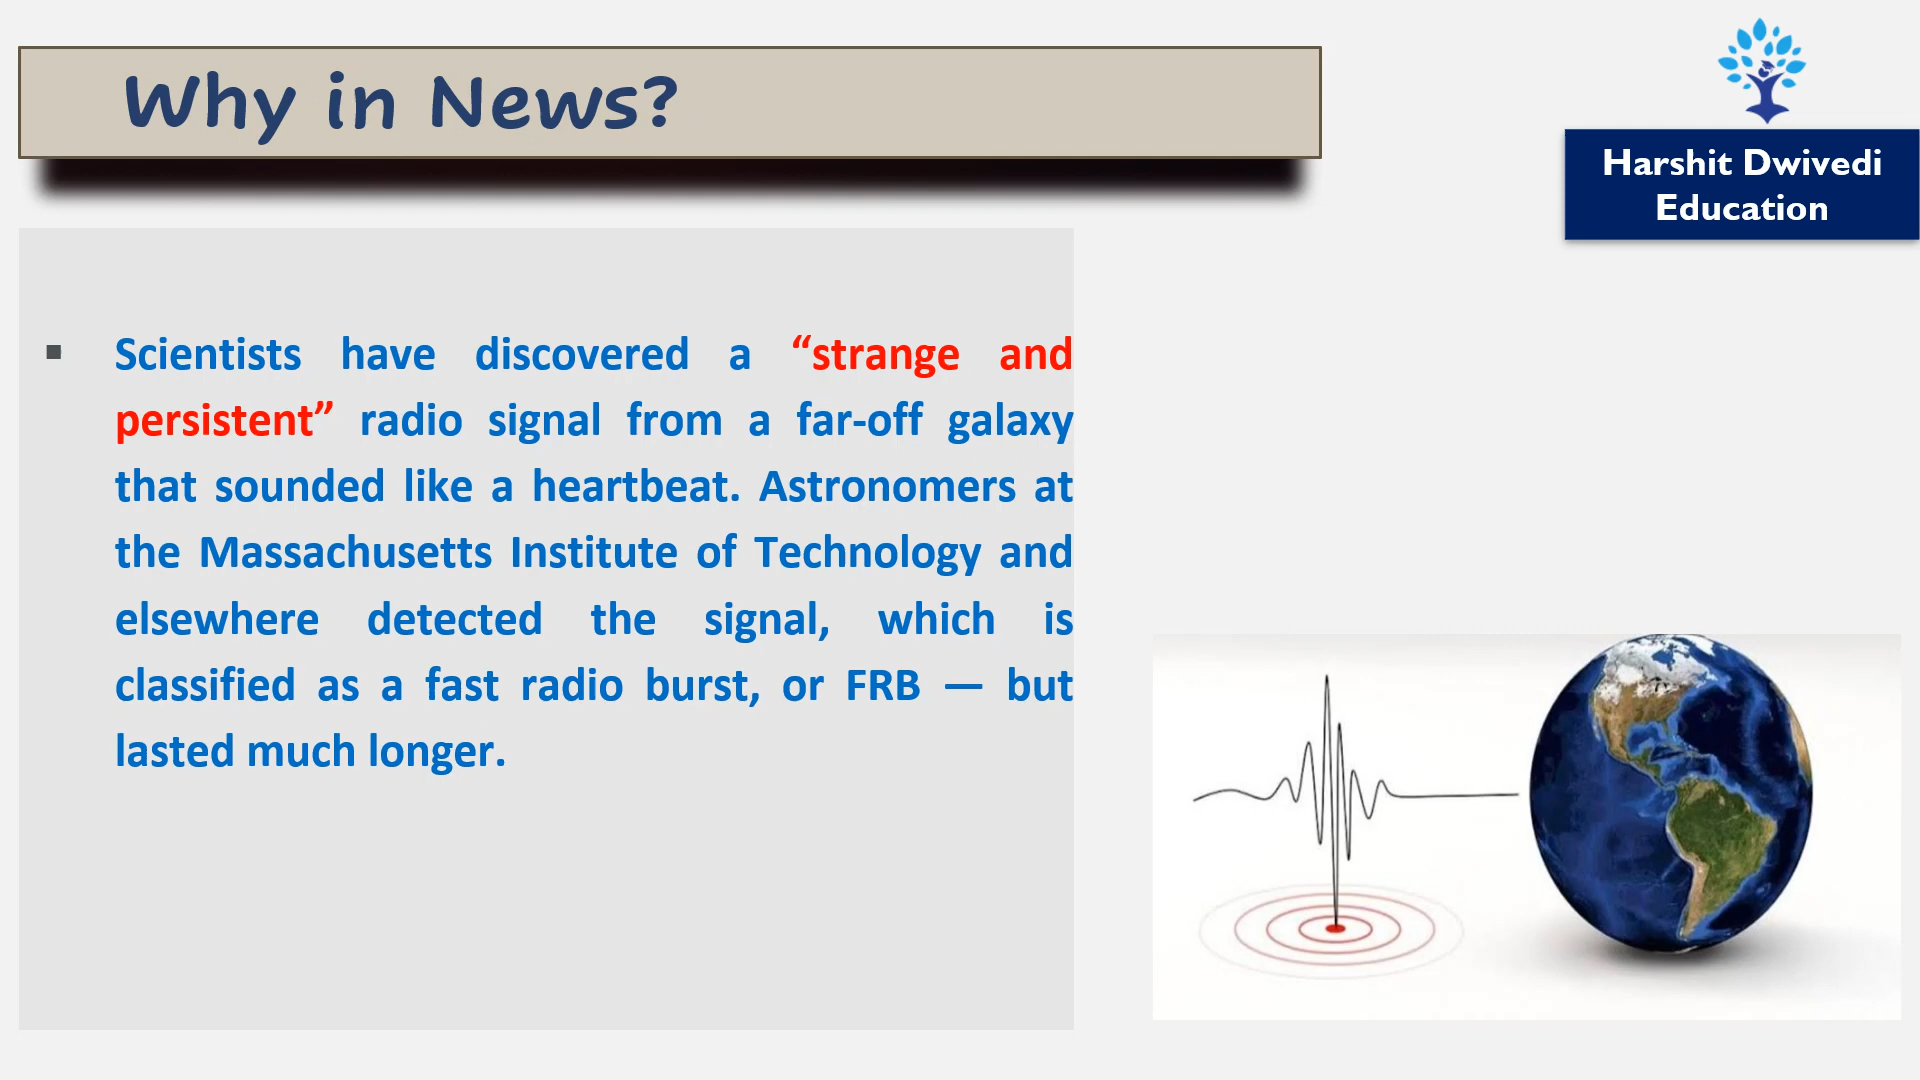 Why in News?
Harshit Dwivedi
Education
▪ Scientists have discovered a “strange and
persistent” radio signal from a far-off galaxy
that sounded like a heartbeat. Astronomers at
the Massachusetts Institute of Technology and
elsewhere detected the signal, which is
classified as a fast radio burst, or FRB — but
lasted much longer.